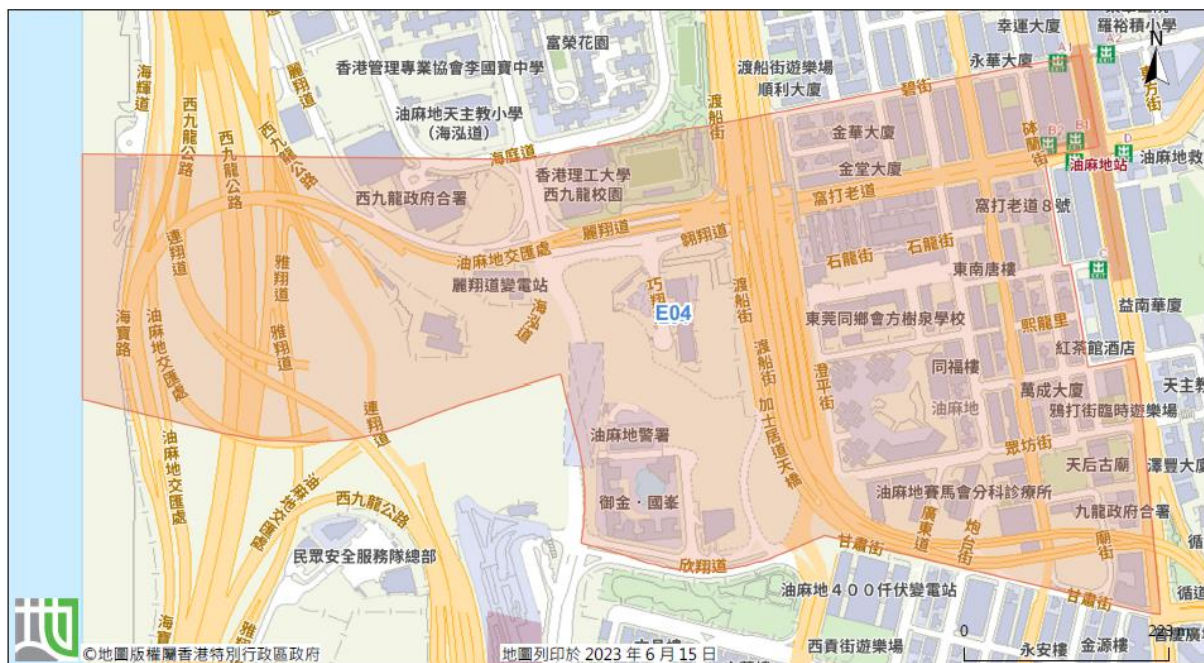 幸運大廈
羅裕積小學
富榮花園
A1
A2
N
香港管理專業協會李國寶中學
渡船街遊樂場
永華大廈
順利大廈
海輝道
麗翔道
西九龍公路
西九龍公路
西九龍公路
油麻地天主教小學
(海泓道)
渡船街
碧街
砵蘭街
金華大廈
B2
B1
D
海庭道
香港理工大學
西九龍校園
金堂大廈
油麻地站
窩打老道
西九龍政府合署
窩打老道8號
麗翔道
翱翔道
油麻地交匯處
石龍街
石龍街
連翔道
雅翔道
麗翔道變電站
海泓道
巧翔
東南唐樓
C
E04
益南華廈
海寶路
油麻地交匯處
雅翔道
渡船街
東莞同鄉會方樹泉學校
熙龍里
紅茶館酒店
渡船街
澄平街
同福樓
萬成大廈
油麻地
鴉打街臨時遊樂場
連翔道
加士居道天橋
油麻地警署
眾坊街
天后古廟
澤豐大廈
油麻地交匯處
油麻地交匯處
西九龍公路
御金・國峯
油麻地賽馬會分科診療所
九龍政府合署
廣東道
炮台街
廟街
民眾安全服務隊總部
甘肅街
欣翔道
油麻地400仟伏變電站
甘肅街
西貢街遊樂場
永安樓
金源樓
0
223m
©地圖版權屬香港特別行政區政府
地圖列印於 2023 年 6 月 15 日